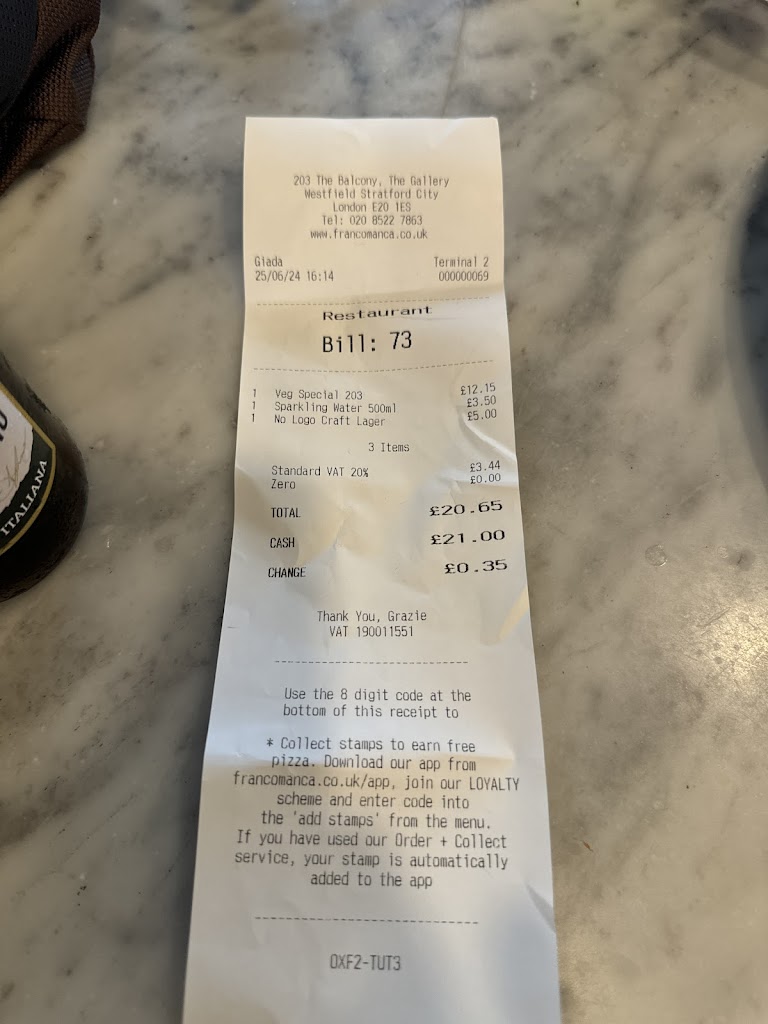 203 The Balcony, The Gallery
Westfield Stratford City
London E20 1ES
Tel: 020 8522 7863
www.francomanca.co.uk
Giada Terminal 2
25/06/24 16:14 000000069
Restaurant
Bill: 73
1 Veg Special 203 £12.15
1 Sparkling Water 500ml £3.50
1 No Logo Craft Lager £5.00
3 Items
Standard VAT 20% £3.44
Zero £0.00
TOTAL £20.65
CASH £21.00
CHANGE £0.35
Thank You, Grazie
VAT 190011551
Use the 8 digit code at the
bottom of this receipt to
* Collect stamps to earn free
pizza. Download our app from
francomanca.co.uk/app, join our LOYALTY
scheme and enter code into
the 'add stamps' from the menu.
If you have used our Order + Collect
service, your stamp is automatically
added to the app
OXF2-TUT3
ITALIANA